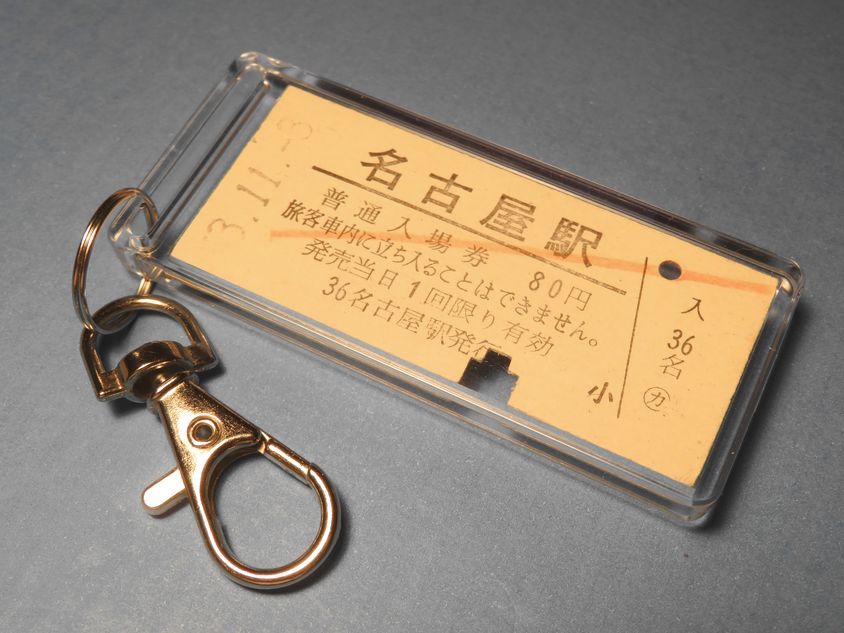 3.11.-3
名古屋駅
普通入場券 80円
旅客車内に立ち入ることはできません。
発売当日1回限り有効
36名古屋駅発行
小
入
36
名
㋕